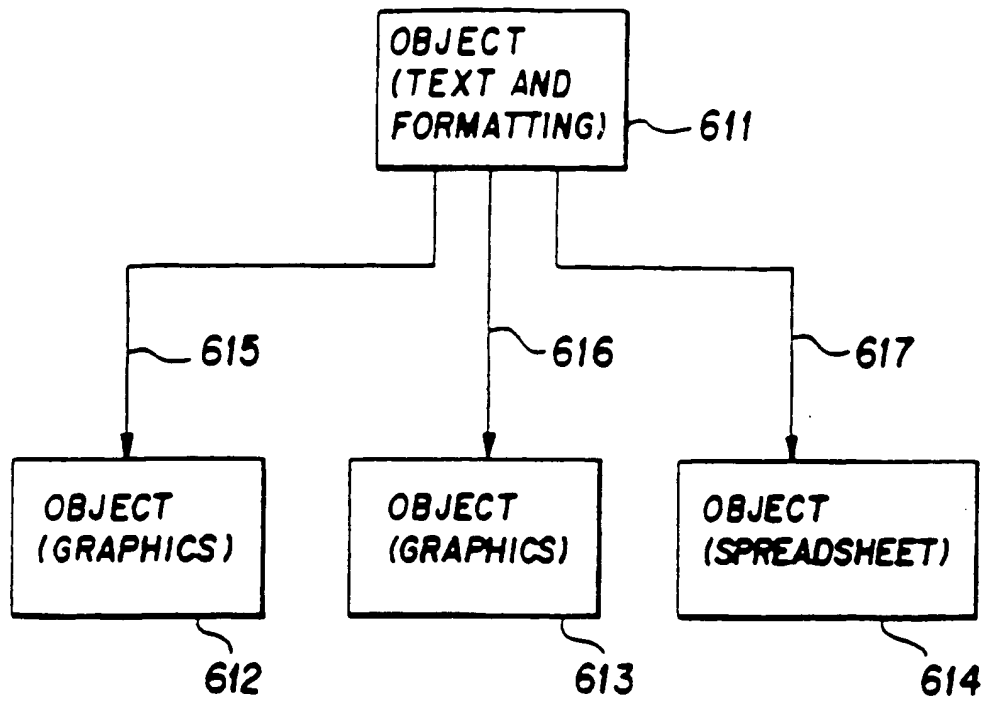 OBJECT
(TEXT AND
FORMATTING)
611
615
616
617
OBJECT
(GRAPHICS)
OBJECT
(GRAPHICS)
OBJECT
(SPREADSHEET)
612
613
614